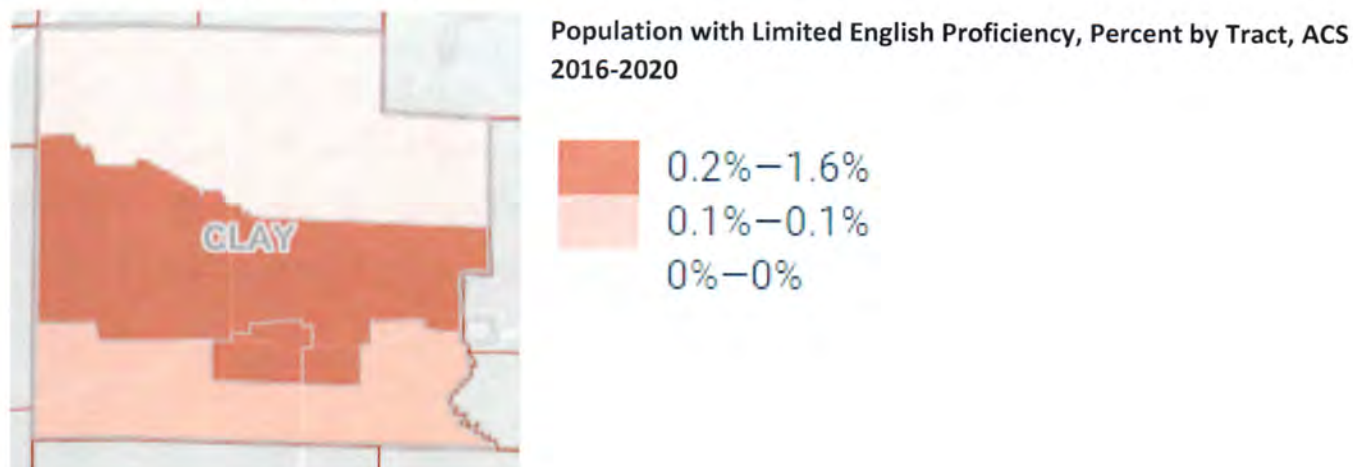 Population with Limited English Proficiency, Percent by Tract, ACS
2016-2020
0.2%—1.6%
CLAY
0.1%—0.1%
0%—0%